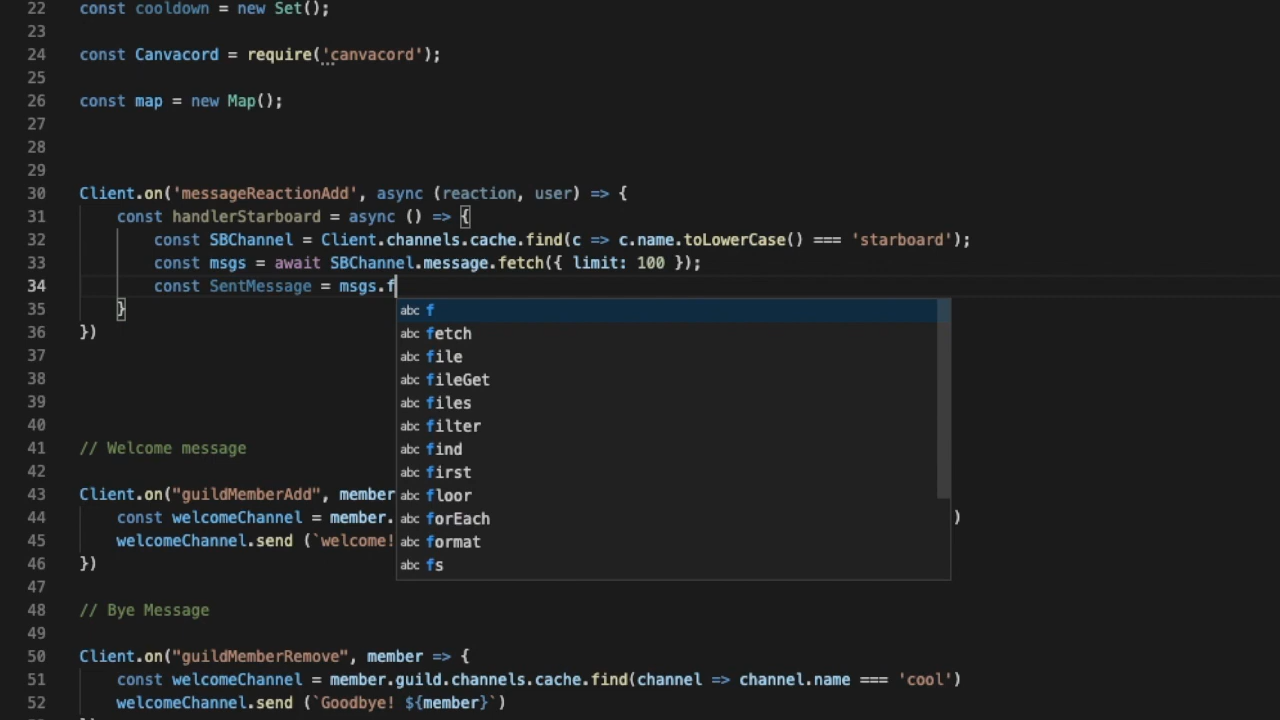 22 const cooldown = new Set();
23
24 const Canvacord = require('canvacord');
25
26 const map = new Map();
27
28
29
30 Client.on('messageReactionAdd', async (reaction, user) => {
31 const handlerStarboard = async () => {
32 const SBChannel = Client.channels.cache.find(c => c.name.toLowerCase() === 'starboard');
33 const msgs = await SBChannel.message.fetch({ limit: 100 });
34 const SentMessage = msgs.f
35 }
abc f
36 })
abc fetch
37
abc file
38
abc fileGet
39
abc files
40
abc filter
41 // Welcome message
abc find
42
abc first
43 Client.on("guildMemberAdd", member
abc floor
44 const welcomeChannel = member. )
abc forEach
45 welcomeChannel.send (`welcome!
abc format
46 })
abc fs
47
48 // Bye Message
49
50 Client.on("guildMemberRemove", member => {
51 const welcomeChannel = member.guild.channels.cache.find(channel => channel.name === 'cool')
52 welcomeChannel.send (`Goodbye! ${member}`)